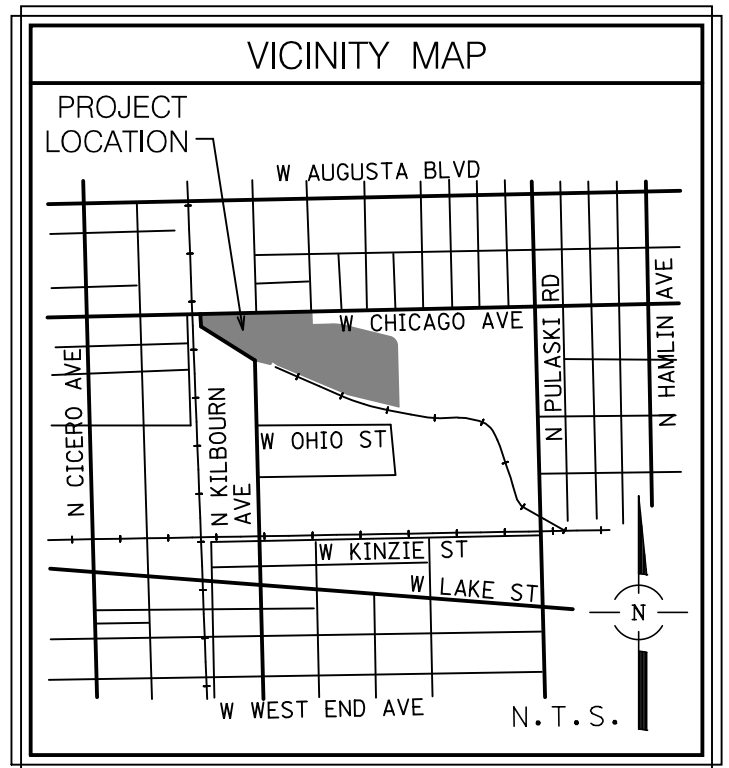 VICINITY MAP
PROJECT
LOCATION
W AUGUSTA BLVD
W CHICAGO AVE
N PULASKI RD
N HAMLIN AVE
N CICERO AVE
N KILBOURN
AVE
W OHIO ST
W KINZIE ST
W LAKE ST
N
W WEST END AVE
N.T.S.